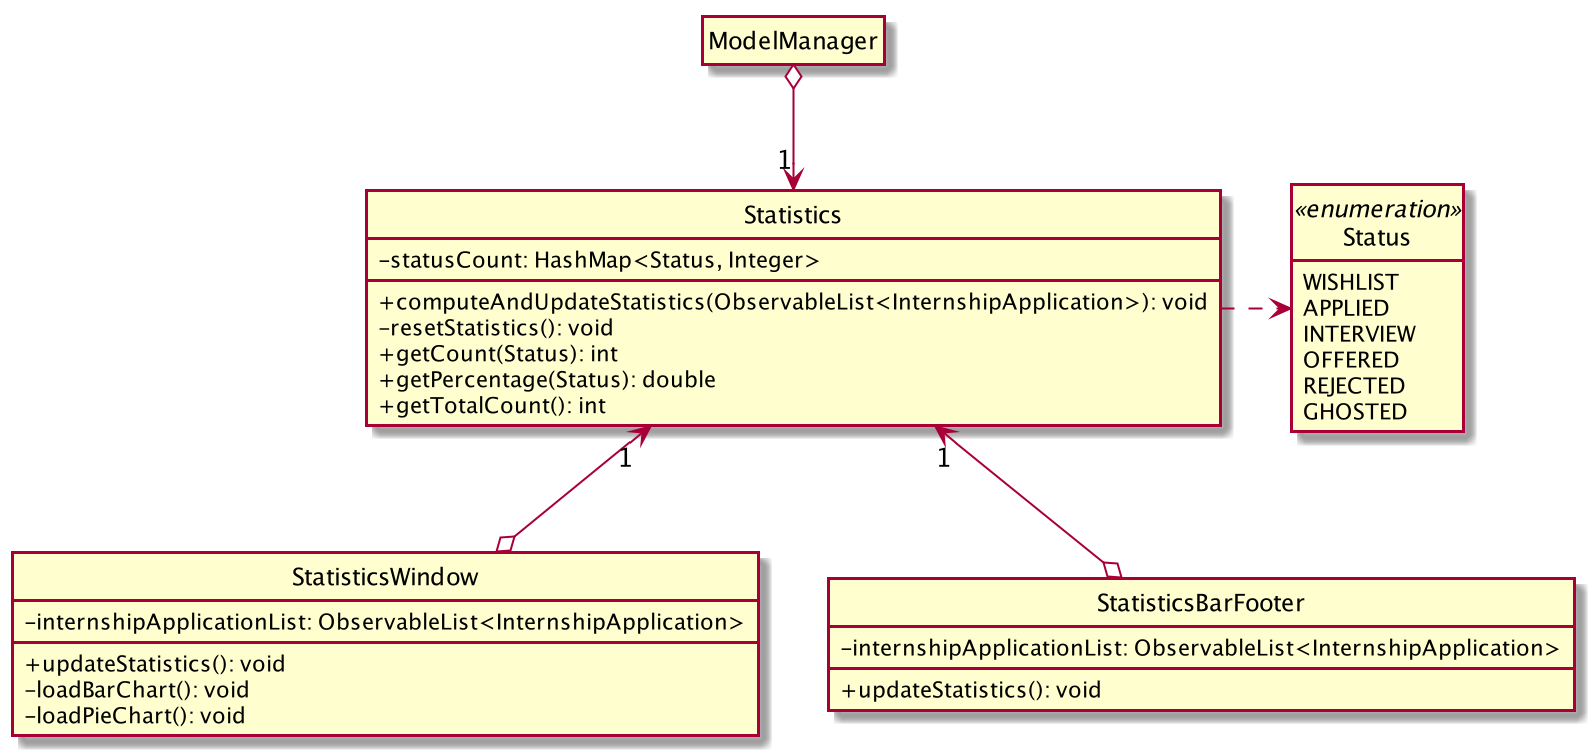 ModelManager
1
Statistics
-statusCount: HashMap<Status, Integer>
+computeAndUpdateStatistics(ObservableList<InternshipApplication>): void
-resetStatistics(): void
+getCount(Status): int
+getPercentage(Status): double
+getTotalCount(): int
«enumeration»
Status
WISHLIST
APPLIED
INTERVIEW
OFFERED
REJECTED
GHOSTED
1
1
StatisticsWindow
-internshipApplicationList: ObservableList<InternshipApplication>
+updateStatistics(): void
-loadBarChart(): void
-loadPieChart(): void
StatisticsBarFooter
-internshipApplicationList: ObservableList<InternshipApplication>
+updateStatistics(): void